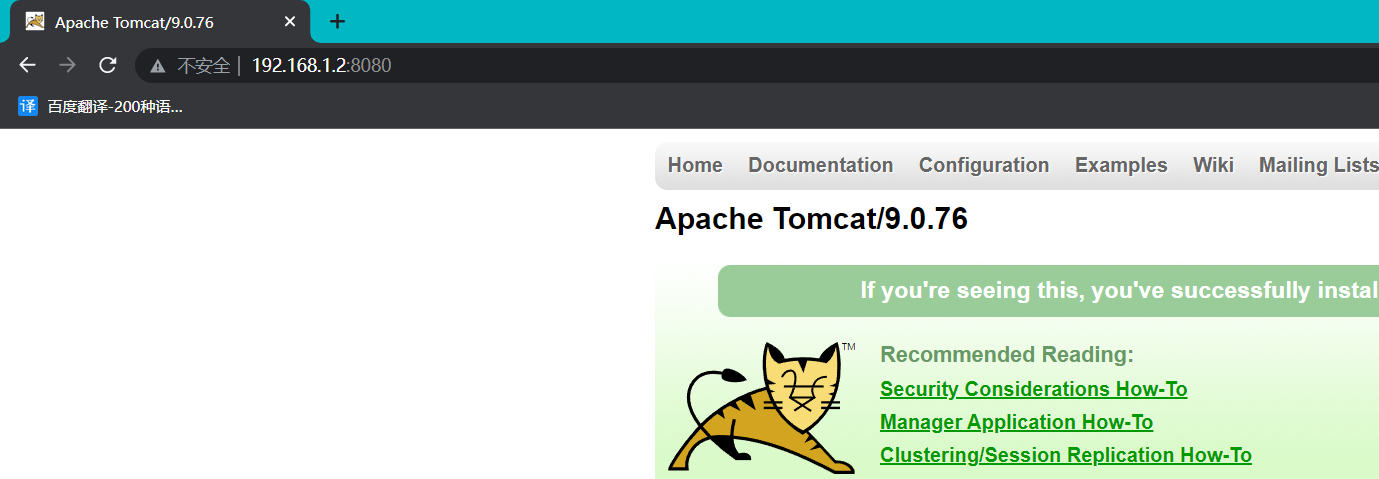 Apache Tomcat/9.0.76
不安全 | 192.168.1.2:8080
译 百度翻译-200种语...
Home Documentation Configuration Examples Wiki Mailing Lists
Apache Tomcat/9.0.76
If you're seeing this, you've successfully instal
TM
Recommended Reading:
Security Considerations How-To
Manager Application How-To
Clustering/Session Replication How-To